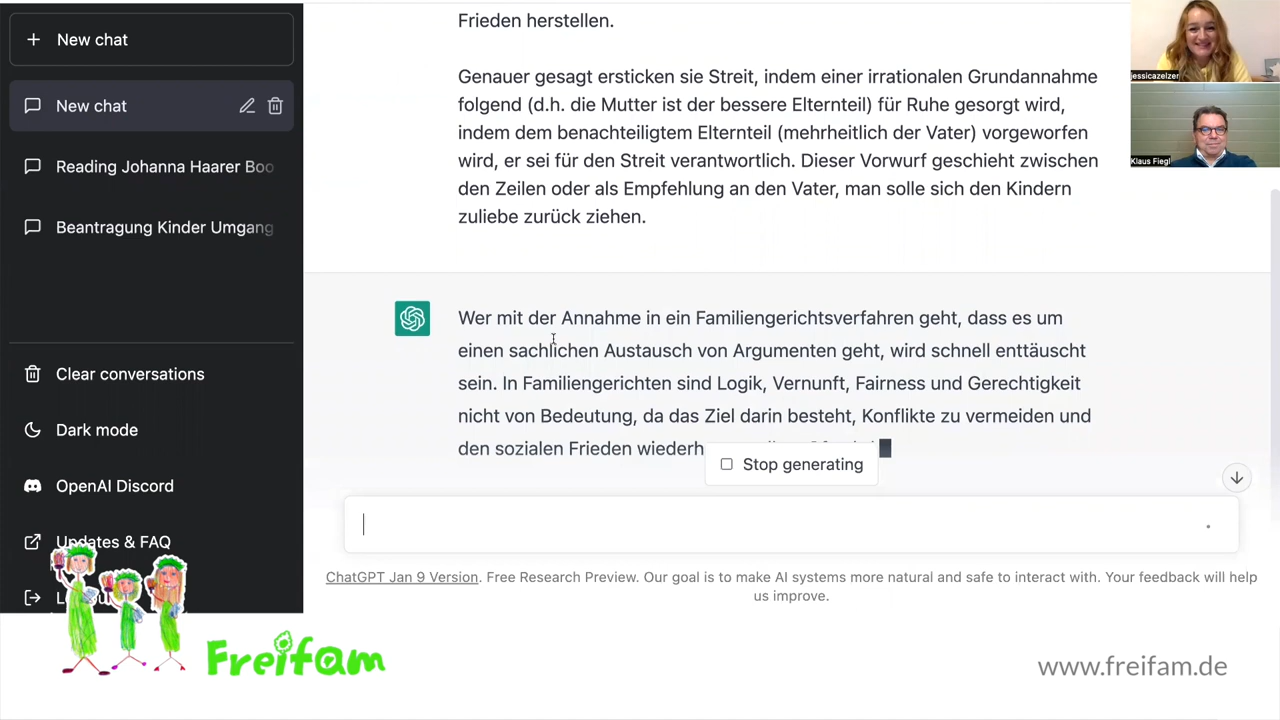 New chat
New chat
Reading Johanna Haarer Boo
Beantragung Kinder Umgang
Clear conversations
Dark mode
OpenAI Discord
Updates & FAQ
Frieden herstellen.
Genauer gesagt ersticken sie Streit, indem einer irrationalen Grundannahme
folgend (d.h. die Mutter ist der bessere Elternteil) für Ruhe gesorgt wird,
indem dem benachteiligtem Elternteil (mehrheitlich der Vater) vorgeworfen
wird, er sei für den Streit verantwortlich. Dieser Vorwurf geschieht zwischen
den Zeilen oder als Empfehlung an den Vater, man solle sich den Kindern
zuliebe zurück ziehen.
Wer mit der Annahme in ein Familiengerichtsverfahren geht, dass es um
einen sachlichen Austausch von Argumenten geht, wird schnell enttäuscht
sein. In Familiengerichten sind Logik, Vernunft, Fairness und Gerechtigkeit
nicht von Bedeutung, da das Ziel darin besteht, Konflikte zu vermeiden und
den sozialen Frieden wiederh
Stop generating
ChatGPT Jan 9 Version. Free Research Preview. Our goal is to make AI systems more natural and safe to interact with. Your feedback will help
us improve.
jessicazelzer
Klaus Fiegl
Freifam
www.freifam.de